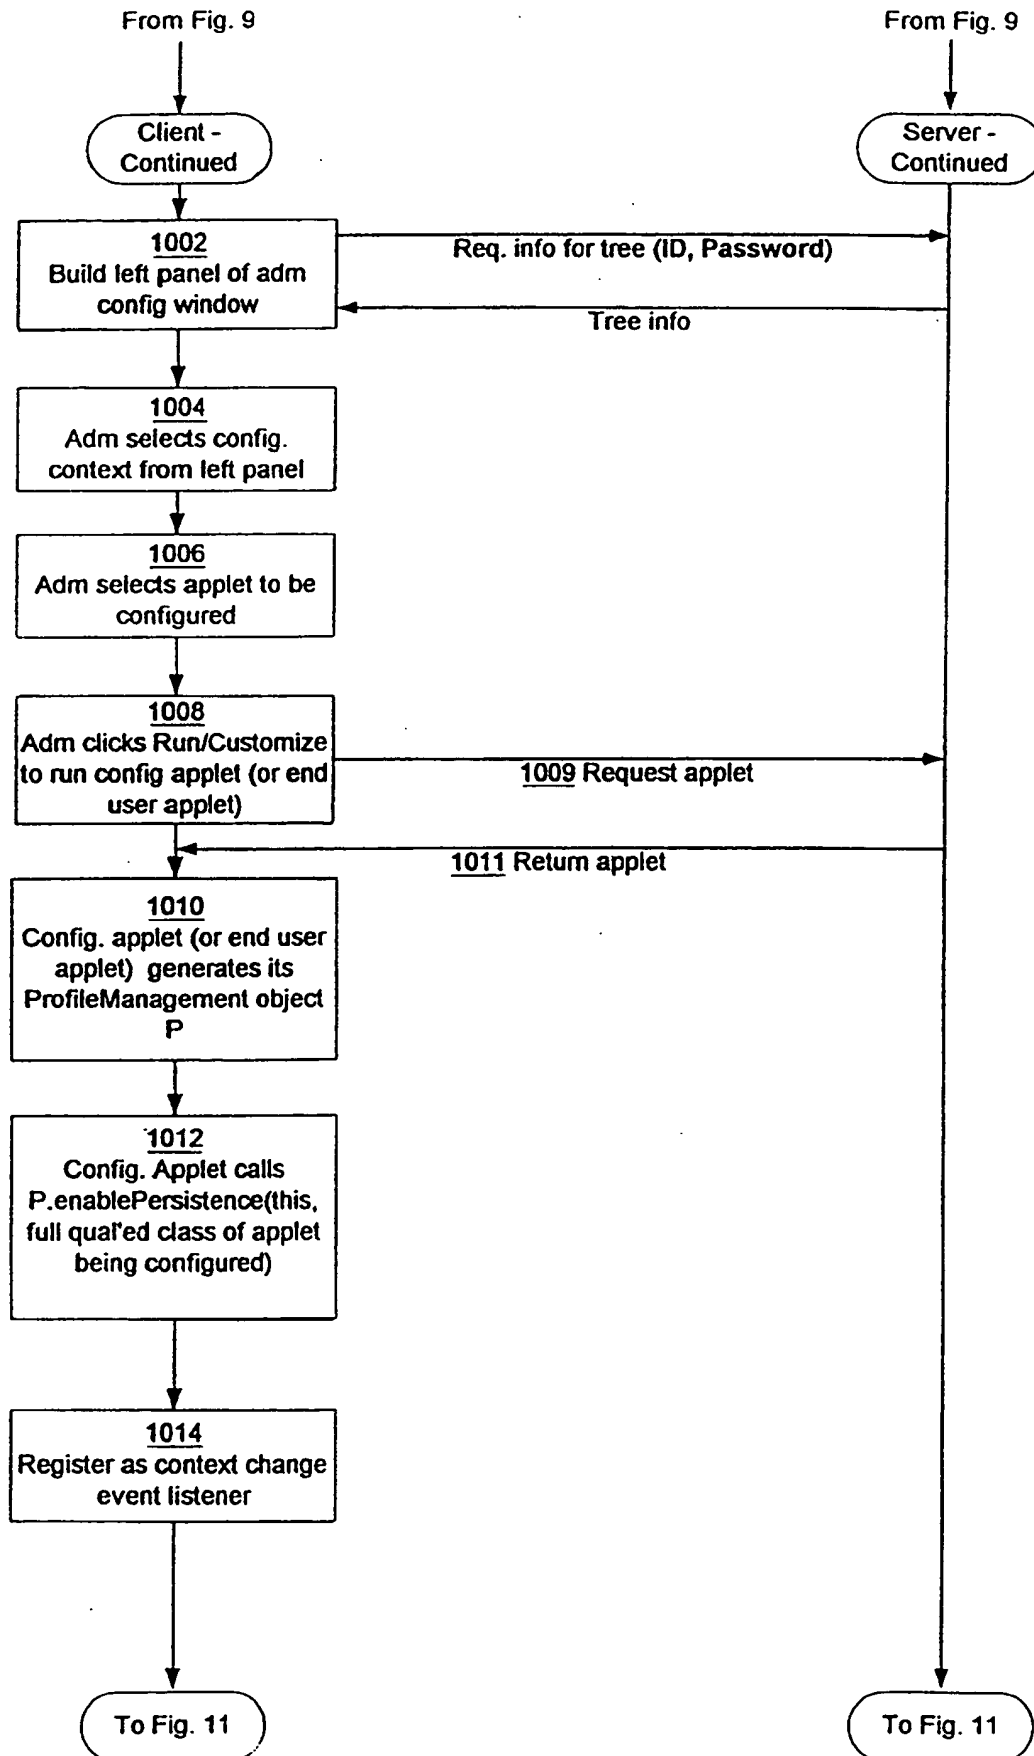 From Fig. 9
From Fig. 9
Client -
Continued
Server -
Continued
1002
Build left panel of adm
config window
Req. info for tree (ID, Password)
Tree info
1004
Adm selects config.
context from left panel
1006
Adm selects applet to be
configured
1008
Adm clicks Run/Customize
to run config applet (or end
user applet)
1009 Request applet
1011 Return applet
1010
Config. applet (or end user
applet) generates its
ProfileManagement object
P
1012
Config. Applet calls
P.enablePersistence(this,
full qual'ed class of applet
being configured)
1014
Register as context change
event listener
To Fig. 11
To Fig. 11